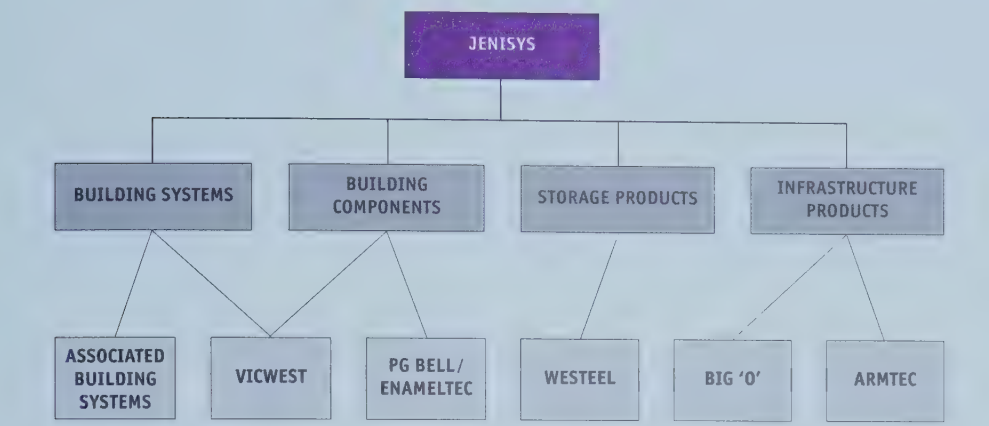 JENISYS
BUILDING SYSTEMS
BUILDING
COMPONENTS
STORAGE PRODUCTS
INFRASTRUCTURE
PRODUCTS
ASSOCIATED
BUILDING
SYSTEMS
VICWEST
PG BELL/
ENAMELTEC
WESTEEL
BIG 'O'
ARMTEC